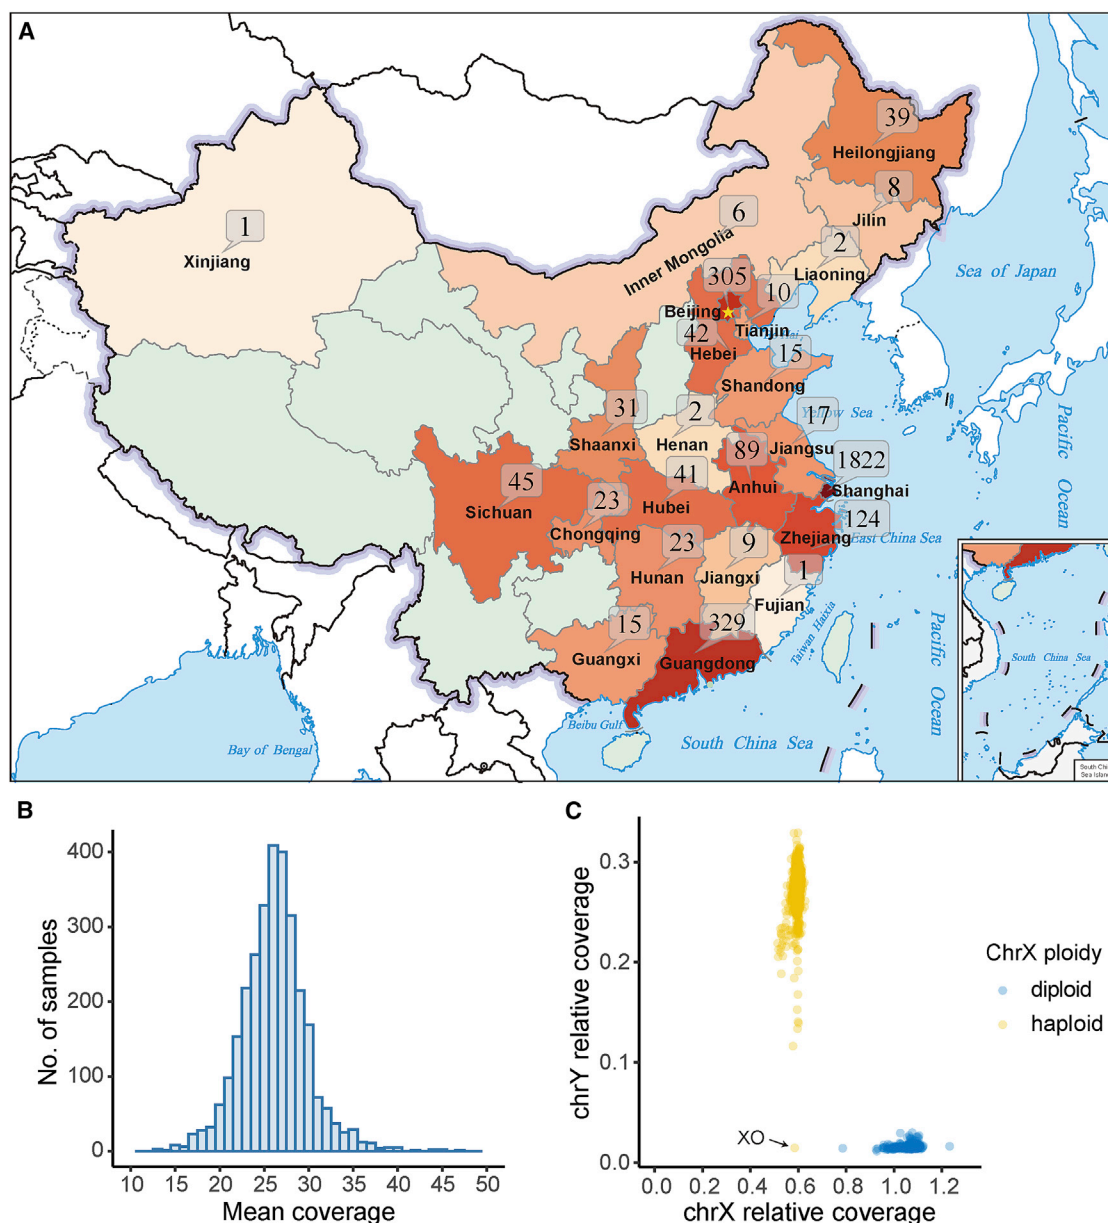 A
39
Heilongjiang
8
Jilin
1
Xinjiang
6
Inner Mongolia
2
Liaoning
Sea of Japan
305
10
Beijing
Tianjin
42
Hebei
15
Shandong
31
Shaanxi
2
Henan
17
Yellow Sea
Jiangsu
89
Anhui
1822
Shanghai
45
Sichuan
23
Chongqing
41
Hubei
124
Zhejiang
East China Sea
Pacific Ocean
23
Hunan
9
Jiangxi
1
Fujian
15
Guangxi
329
Guangdong
Taiwan Haixia
Pacific Ocean
Beibu Gulf
Bay of Bengal
South China Sea
South China Sea
South Chi
Sea Island
B
No. of samples
400
300
200
100
0
10 15 20 25 30 35 40 45 50
Mean coverage
C
chrY relative coverage
0.3
0.2
0.1
0.0
XO
0.0 0.2 0.4 0.6 0.8 1.0 1.2
chrX relative coverage
ChrX ploidy
diploid
haploid